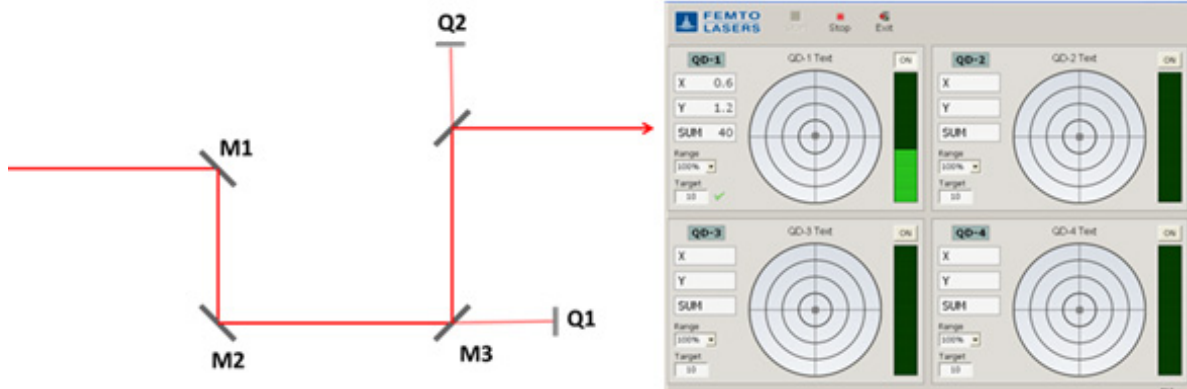 Q2
M1
M2
M3
Q1
FEMTO
LASERS
Stop
Exit
QD-1
QD-1 Text
ON
X 0.6
Y 1.2
SUM 40
Range
100%
Target
10
QD-2
QD-2 Text
ON
X
Y
SUM
Range
100%
Target
10
QD-3
QD-3 Text
ON
X
Y
SUM
Range
100%
Target
10
QD-4
QD-4 Text
ON
X
Y
SUM
Range
100%
Target
10